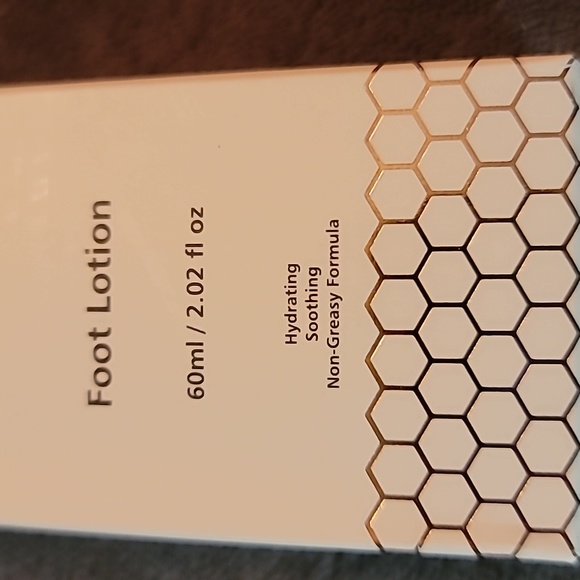 Foot Lotion
60ml / 2.02 fl oz
Hydrating
Soothing
Non-Greasy Formula